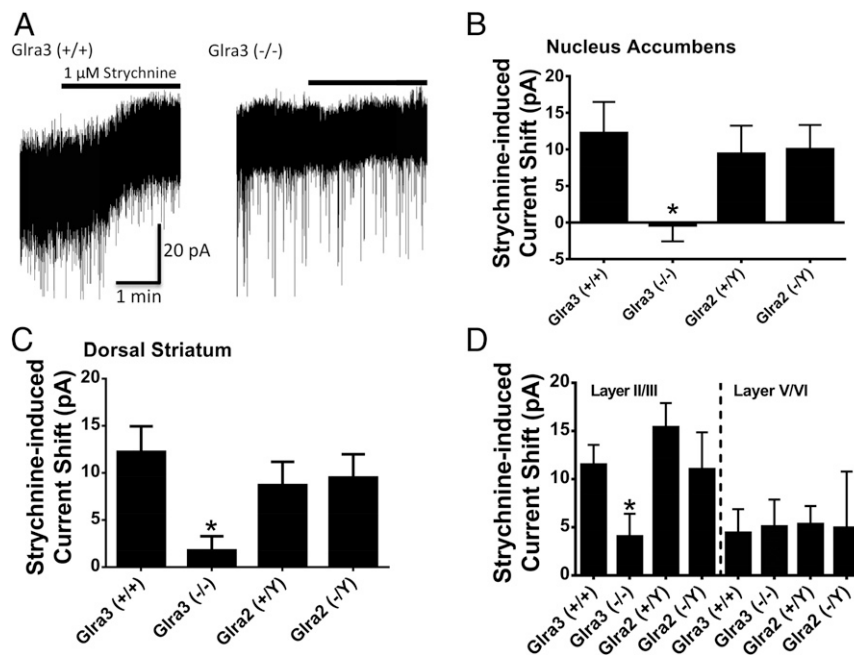 A
Glra3 (+/+)
Glra3 (-/-)
1 μM Strychnine
20 pA
1 min
B
Nucleus Accumbens
Strychnine-induced
Current Shift (pA)
20
15
10
5
0
-5
Glra3 (+/+)
Glra3 (-/-)
Glra2 (+/Y)
Glra2 (-/Y)
*
C
Dorsal Striatum
Strychnine-induced
Current Shift (pA)
20
15
10
5
0
*
Glra3 (+/+)
Glra3 (-/-)
Glra2 (+/Y)
Glra2 (-/Y)
D
Layer II/III
Layer V/VI
Strychnine-induced
Current Shift (pA)
20
15
10
5
0
*
Glra3 (+/+)
Glra3 (-/-)
Glra2 (+/Y)
Glra2 (-/Y)
Glra3 (+/+)
Glra3 (-/-)
Glra2 (+/Y)
Glra2 (-/Y)